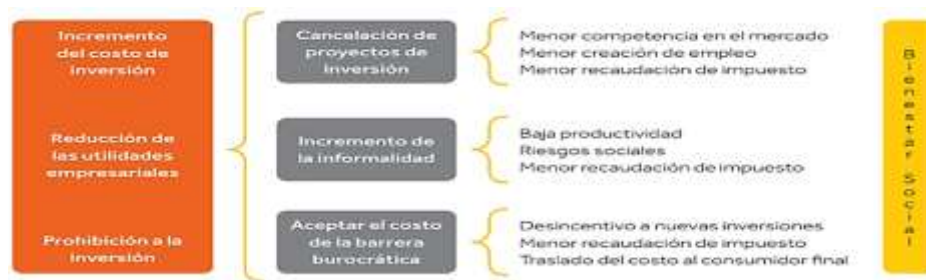 Incremento
del costo de
inversión
Reducción de
las utilidades
empresariales
Prohibición a la
inversión
Cancelación de
proyectos de
inversión
Menor competencia en el mercado
Menor creación de empleo
Menor recaudación de impuesto
Incremento de
la informalidad
Baja productividad
Riesgos sociales
Menor recaudación de impuesto
Aceptar el costo
de la barrera
burocrática
Desincentivo a nuevas inversiones
Menor recaudación de impuesto
Traslado del costo al consumidor final
Bienestar Social